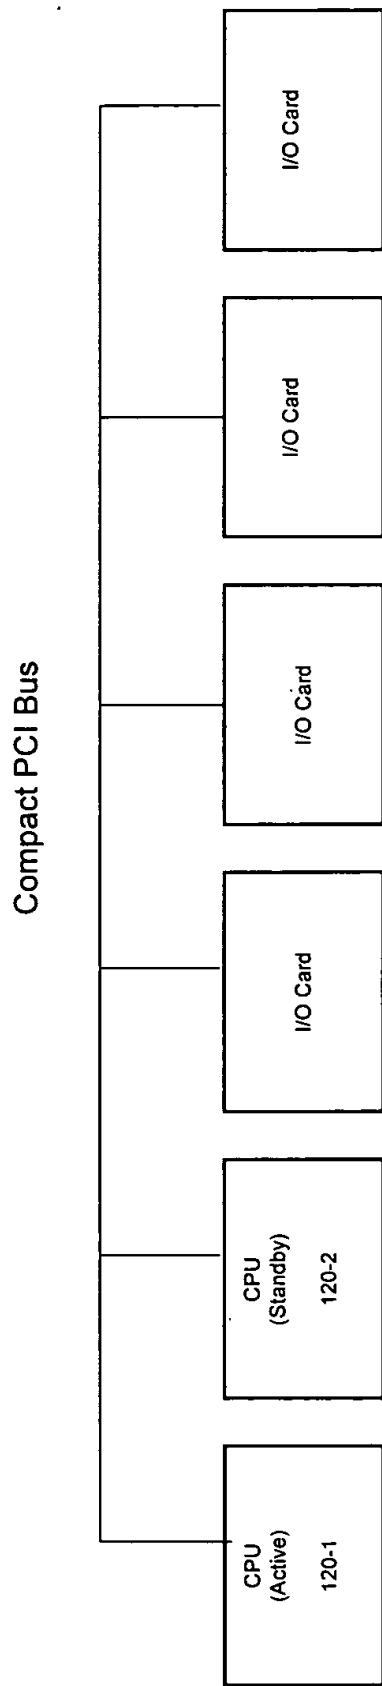 Compact PCI Bus
CPU
(Active)
120-1
CPU
(Standby)
120-2
I/O Card
I/O Card
I/O Card
I/O Card